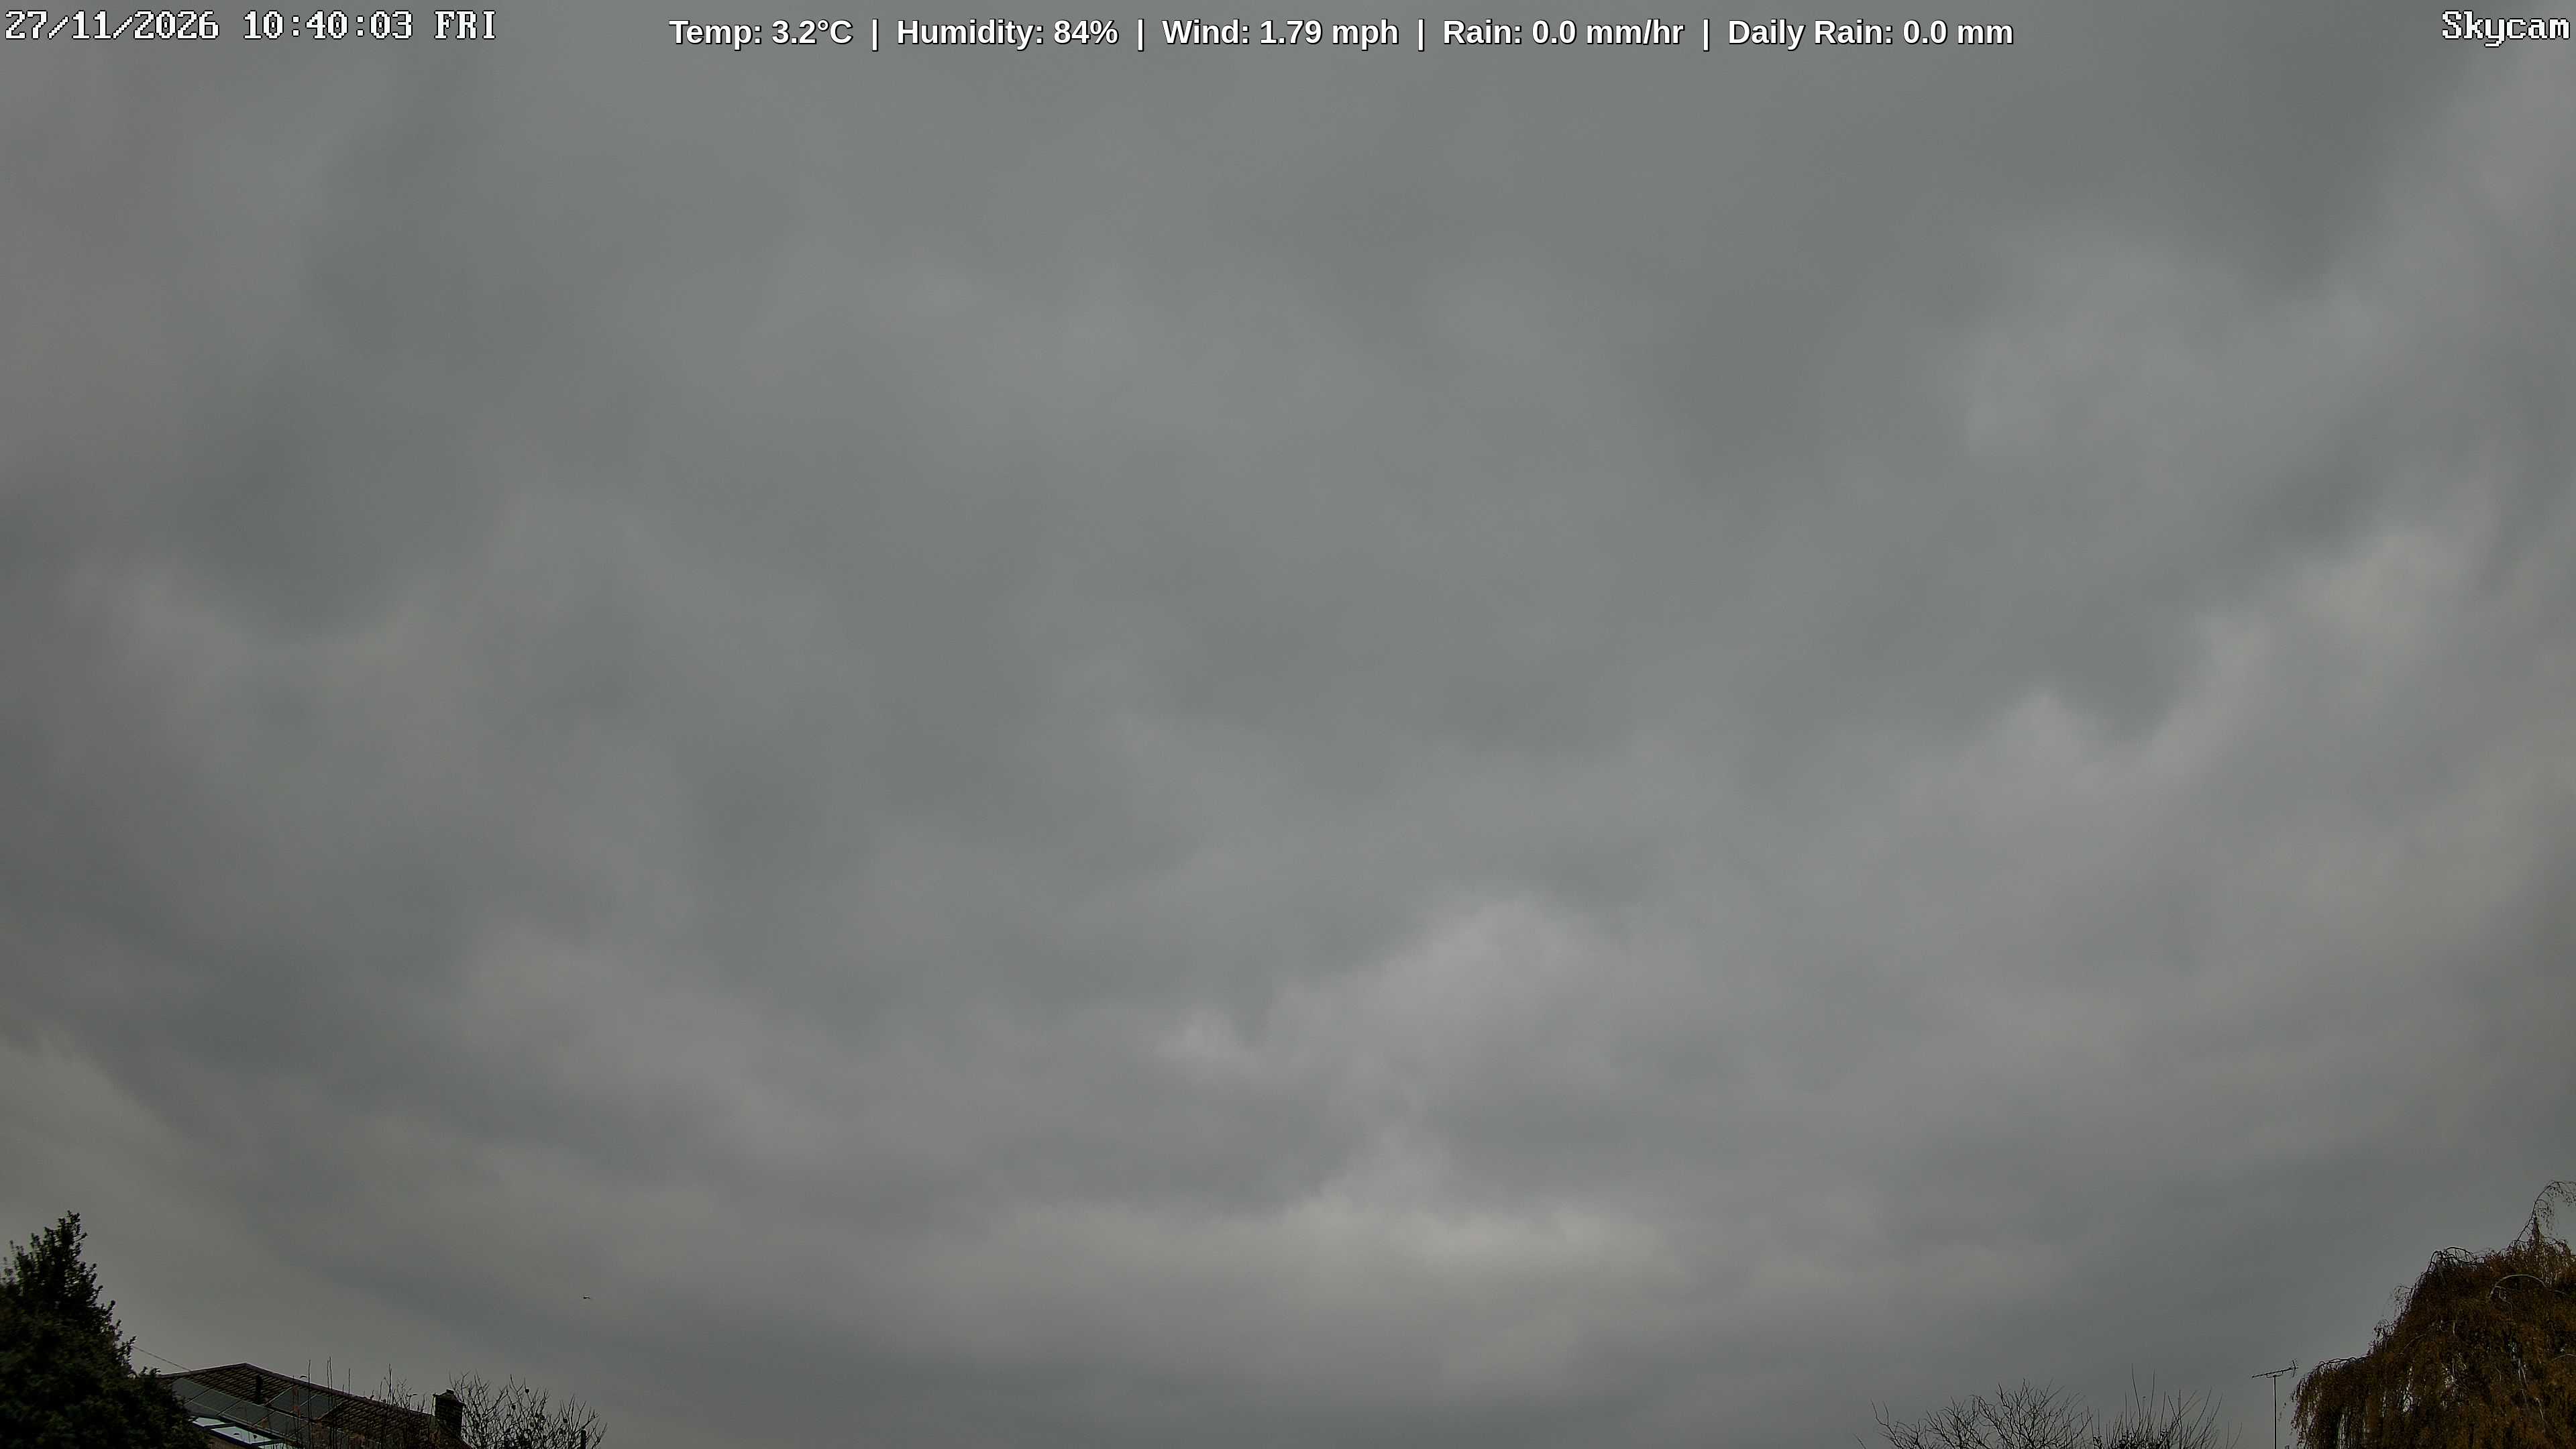 27/11/2026 10:40:03 FRI
Temp: 3.2°C | Humidity: 84% | Wind: 1.79 mph | Rain: 0.0 mm/hr | Daily Rain: 0.0 mm
Skycam